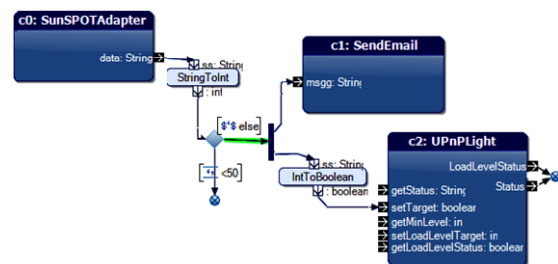 c0: SunSPOTAdapter
data: String
ss: String
StringToInt
: int
[$'$ else]
<50]
c1: SendEmail
msgg: String
ss: String
IntToBoolean
: boolean
c2: UPnPLight
LoadLevelStatus
Status
getStatus: String
setTarget: boolean
getMinLevel: in
setLoadLevelTarget: in
getLoadLevelStatus: boolean